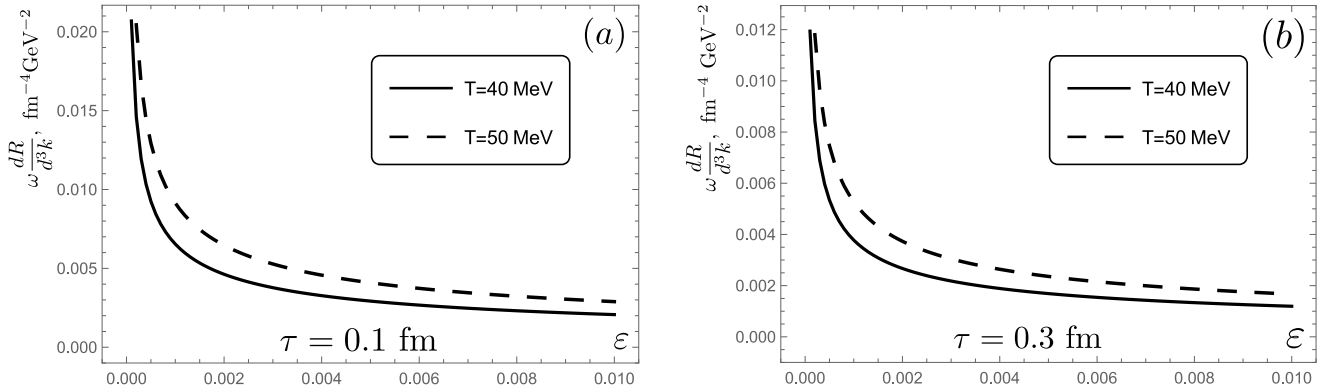 (a)
ω dR/d³k, fm⁻⁴GeV⁻²
0.020
0.015
0.010
0.005
0.000
T=40 MeV
T=50 MeV
τ = 0.1 fm
ε
0.000 0.002 0.004 0.006 0.008 0.010
(b)
ω dR/d³k, fm⁻⁴ GeV⁻²
0.012
0.010
0.008
0.006
0.004
0.002
0.000
T=40 MeV
T=50 MeV
τ = 0.3 fm
ε
0.000 0.002 0.004 0.006 0.008 0.010